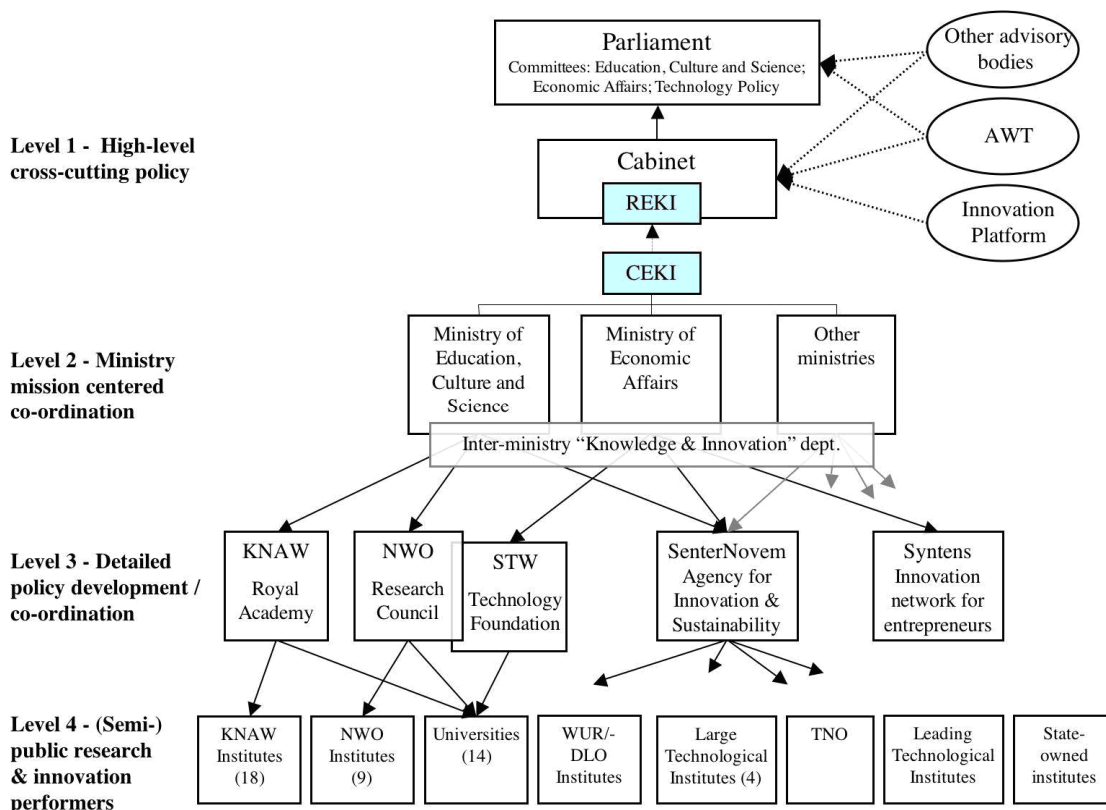 Parliament
Committees: Education, Culture and Science;
Economic Affairs; Technology Policy
Other advisory
bodies
AWT
Innovation
Platform
Level 1 -  High-level
cross-cutting policy
Cabinet
REKI
CEKI
Level 2 - Ministry
mission centered
co-ordination
Ministry of
Education,
Culture and
Science
Ministry of
Economic
Affairs
Other
ministries
Inter-ministry “Knowledge & Innovation” dept.
Level 3 - Detailed
policy development /
co-ordination
KNAW
Royal
Academy
NWO
Research
Council
STW
Technology
Foundation
SenterNovem
Agency for
Innovation &
Sustainability
Syntens
Innovation
network for
entrepreneurs
Level 4 - (Semi-)
public research
& innovation
performers
KNAW
Institutes
(18)
NWO
Institutes
(9)
Universities
(14)
WUR/-
DLO
Institutes
Large
Technological
Institutes (4)
TNO
Leading
Technological
Institutes
State-
owned
institutes